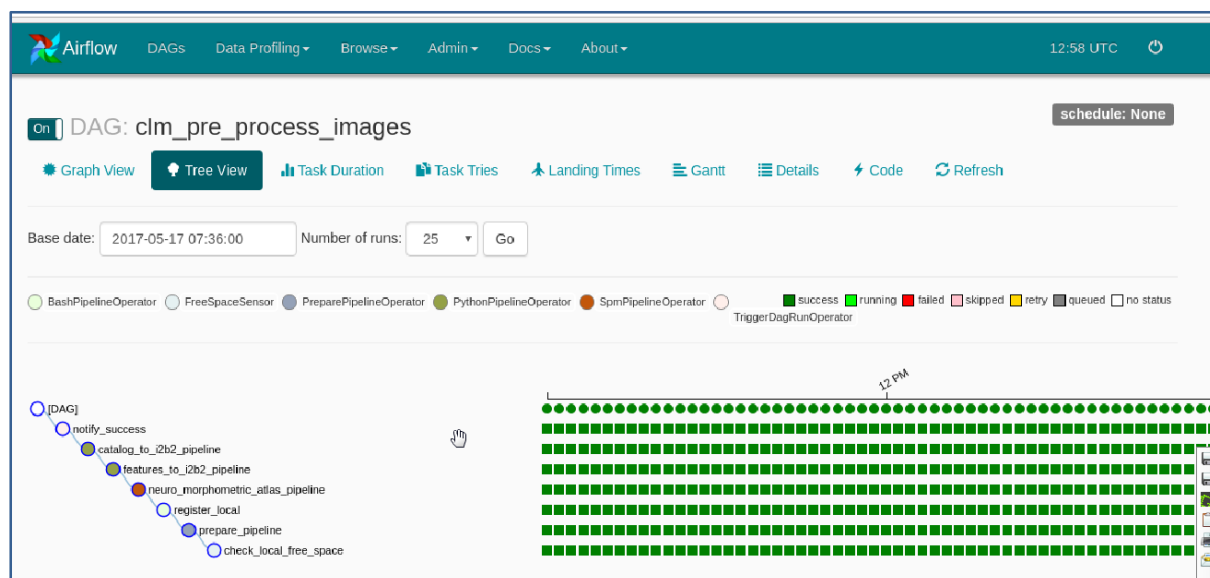 Airflow DAGs Data Profiling Browse Admin Docs About 12:58 UTC
schedule: None
On DAG: clm_pre_process_images
Graph View Tree View Task Duration Task Tries Landing Times Gantt Details Code Refresh
Base date: 2017-05-17 07:36:00 Number of runs: 25 Go
BashPipelineOperator FreeSpaceSensor PreparePipelineOperator PythonPipelineOperator SpmPipelineOperator success running failed skipped retry queued no status
TriggerDagRunOperator
12 PM
[DAG]
notify_success
catalog_to_i2b2_pipeline
features_to_i2b2_pipeline
neuro_morphometric_atlas_pipeline
register_local
prepare_pipeline
check_local_free_space